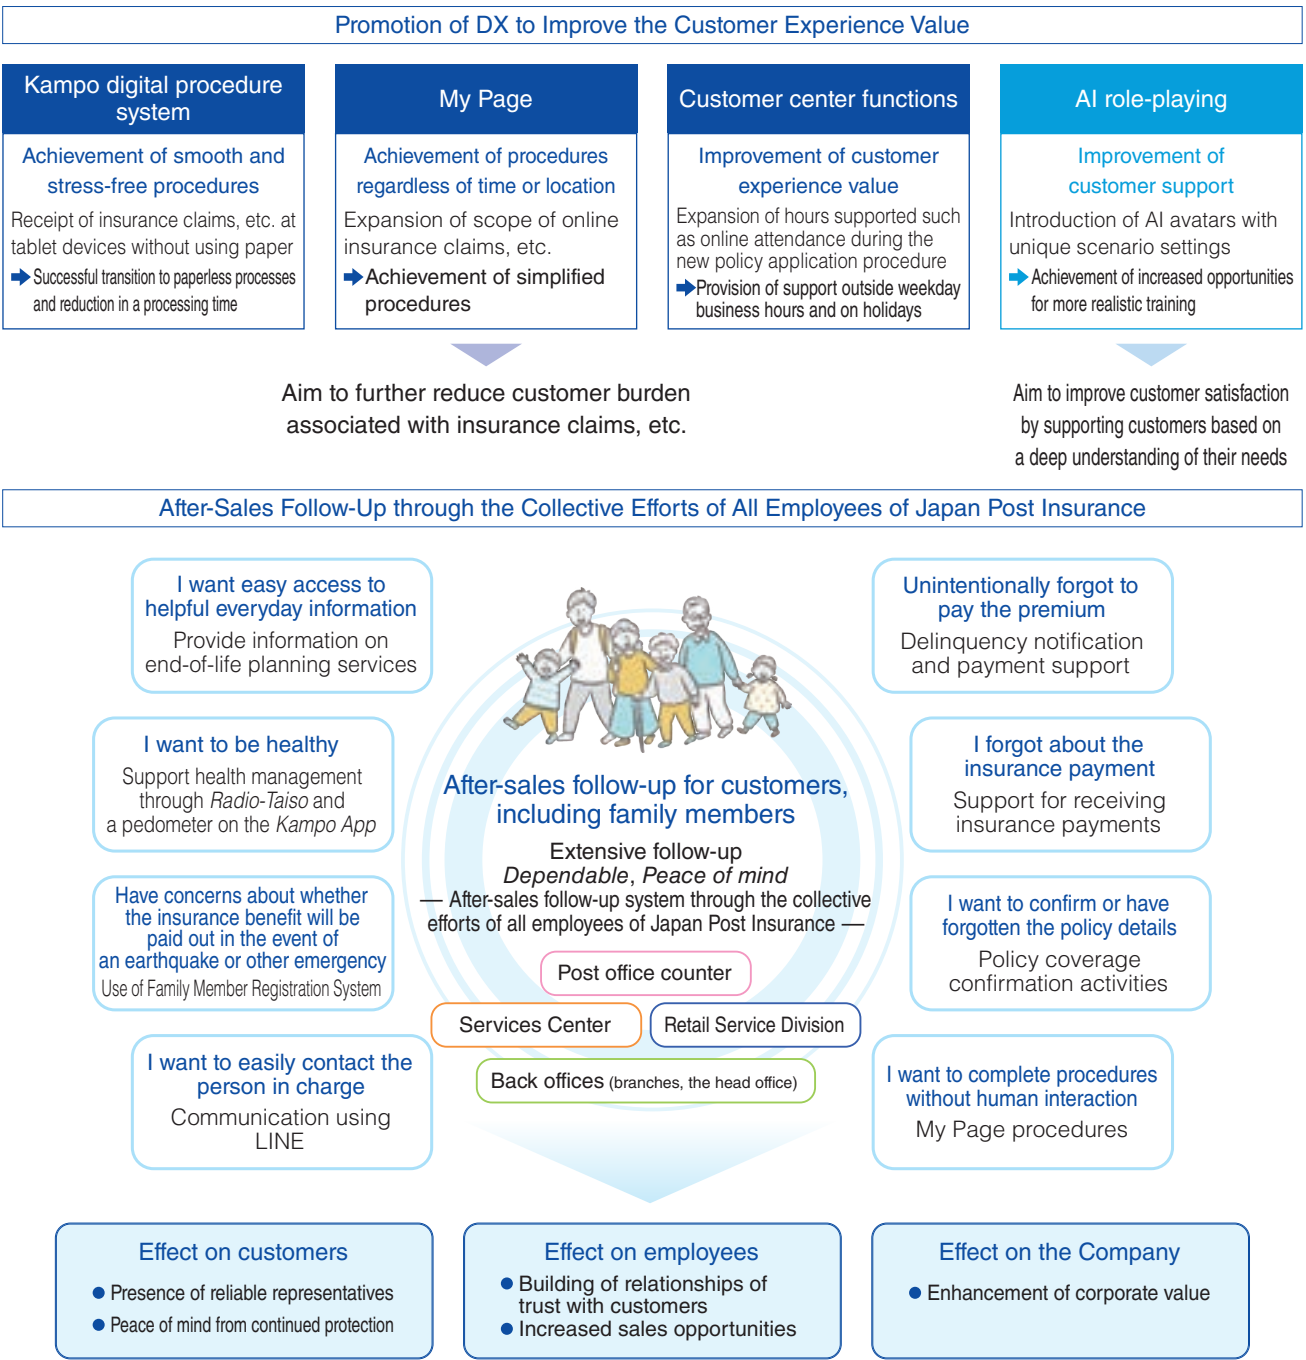 Promotion of DX to Improve the Customer Experience Value
Kampo digital procedure
system
Achievement of smooth and
stress-free procedures
Receipt of insurance claims, etc. at
tablet devices without using paper
Successful transition to paperless processes
and reduction in a processing time
My Page
Achievement of procedures
regardless of time or location
Expansion of scope of online
insurance claims, etc.
Achievement of simplified
procedures
Customer center functions
Improvement of customer
experience value
Expansion of hours supported such
as online attendance during the
new policy application procedure
Provision of support outside weekday
business hours and on holidays
AI role-playing
Improvement of
customer support
Introduction of AI avatars with
unique scenario settings
Achievement of increased opportunities
for more realistic training
Aim to further reduce customer burden
associated with insurance claims, etc.
Aim to improve customer satisfaction
by supporting customers based on
a deep understanding of their needs
After-Sales Follow-Up through the Collective Efforts of All Employees of Japan Post Insurance
I want easy access to
helpful everyday information
Provide information on
end-of-life planning services
I want to be healthy
Support health management
through Radio-Taiso and
a pedometer on the Kampo App
Have concerns about whether
the insurance benefit will be
paid out in the event of
an earthquake or other emergency
Use of Family Member Registration System
I want to easily contact the
person in charge
Communication using
LINE
After-sales follow-up for customers,
including family members
Extensive follow-up
Dependable, Peace of mind
— After-sales follow-up system through the collective
efforts of all employees of Japan Post Insurance —
Post office counter
Services Center
Retail Service Division
Back offices (branches, the head office)
Unintentionally forgot to
pay the premium
Delinquency notification
and payment support
I forgot about the
insurance payment
Support for receiving
insurance payments
I want to confirm or have
forgotten the policy details
Policy coverage
confirmation activities
I want to complete procedures
without human interaction
My Page procedures
Effect on customers
● Presence of reliable representatives
● Peace of mind from continued protection
Effect on employees
● Building of relationships of
trust with customers
● Increased sales opportunities
Effect on the Company
● Enhancement of corporate value